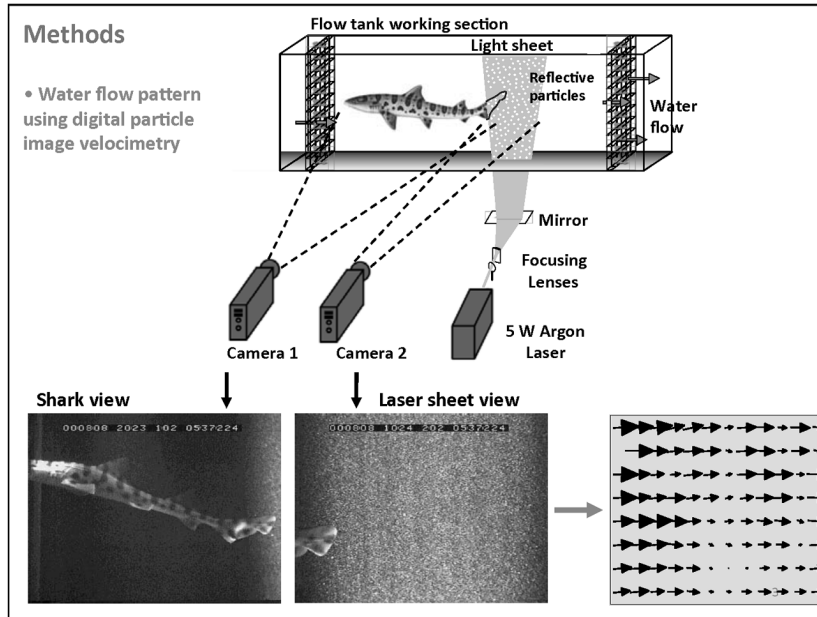 Methods
• Water flow pattern
using digital particle
image velocimetry
Flow tank working section
Light sheet
Reflective
particles
Water
flow
Mirror
Focusing
Lenses
5 W Argon
Laser
Camera 1
Camera 2
Shark view
000808 2023 102 0537224
Laser sheet view
000808 1024 202 0537224
3